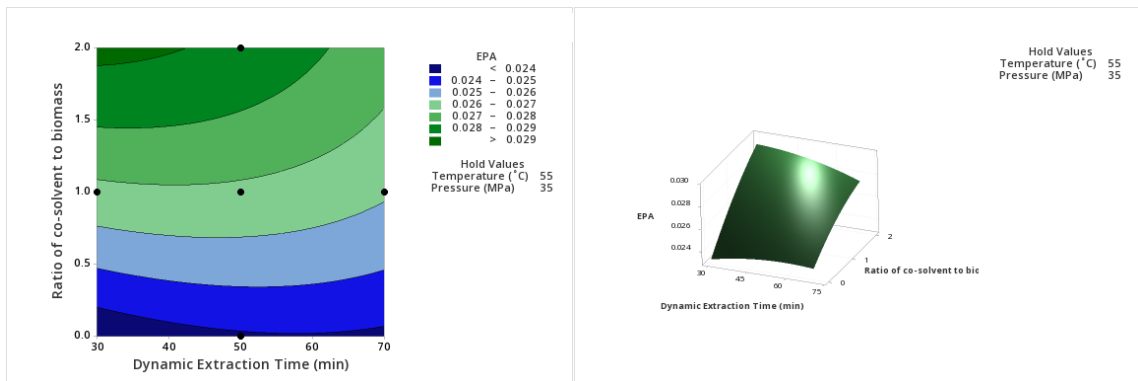 2.0
1.5
1.0
0.5
0.0
30 40 50 60 70
Dynamic Extraction Time (min)
Ratio of co-solvent to biomass
EPA
< 0.024
0.024 – 0.025
0.025 – 0.026
0.026 – 0.027
0.027 – 0.028
0.028 – 0.029
> 0.029
Hold Values
Temperature (˚C) 55
Pressure (MPa) 35
Hold Values
Temperature (˚C) 55
Pressure (MPa) 35
0.030
0.028
0.026
0.024
EPA
30 45 60 75
Dynamic Extraction Time (min)
0
1
2
Ratio of co-solvent to bic